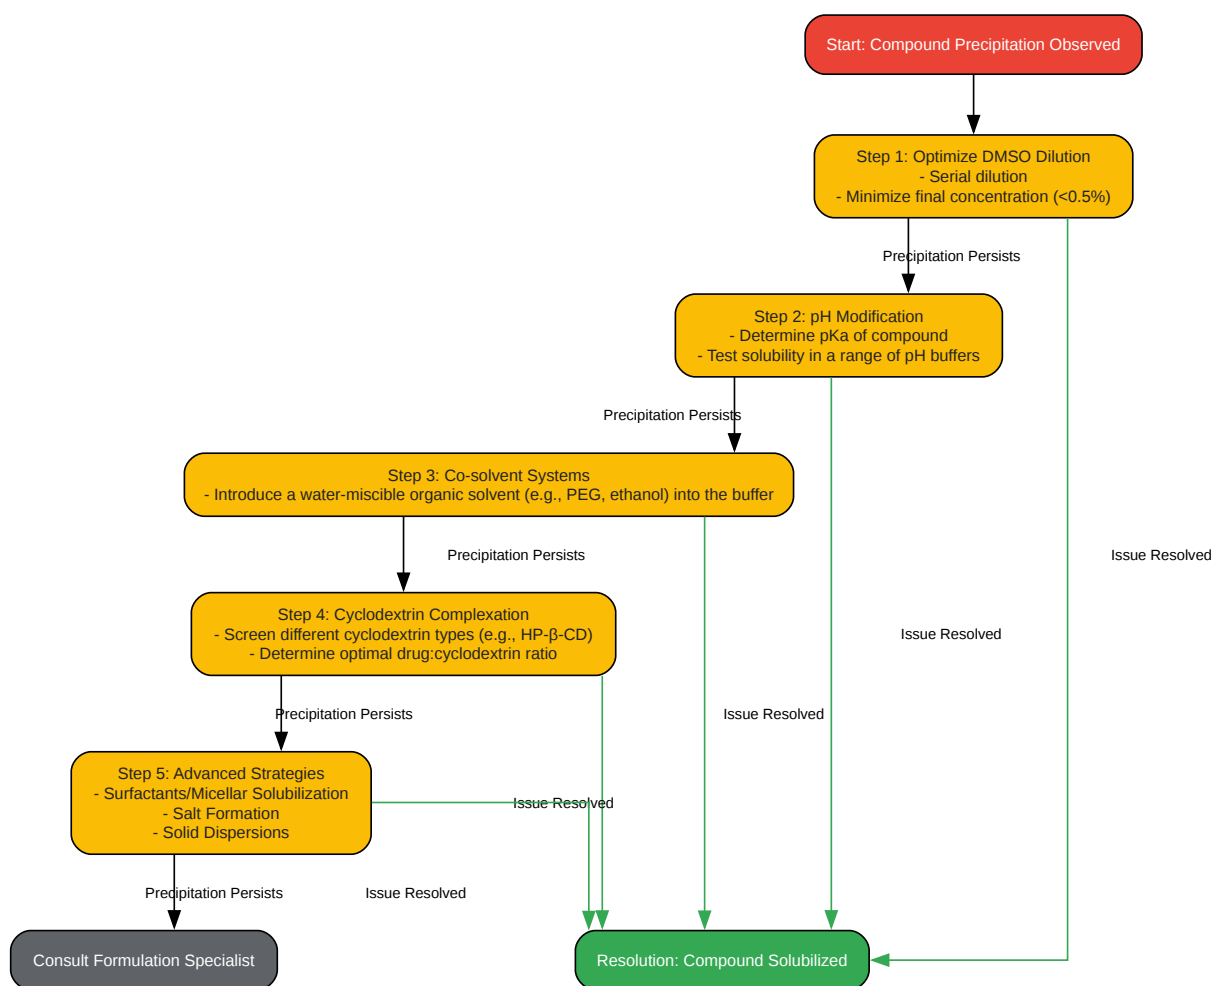 Start: Compound Precipitation Observed
Step 1: Optimize DMSO Dilution
- Serial dilution
- Minimize final concentration (<0.5%)
Precipitation Persists
Step 2: pH Modification
- Determine pKa of compound
- Test solubility in a range of pH buffers
Precipitation Persists
Step 3: Co-solvent Systems
- Introduce a water-miscible organic solvent (e.g., PEG, ethanol) into the buffer
Precipitation Persists
Issue Resolved
Step 4: Cyclodextrin Complexation
- Screen different cyclodextrin types (e.g., HP-β-CD)
- Determine optimal drug:cyclodextrin ratio
Issue Resolved
Precipitation Persists
Issue Resolved
Step 5: Advanced Strategies
- Surfactants/Micellar Solubilization
- Salt Formation
- Solid Dispersions
Issue Resolved
Precipitation Persists
Issue Resolved
Consult Formulation Specialist
Resolution: Compound Solubilized